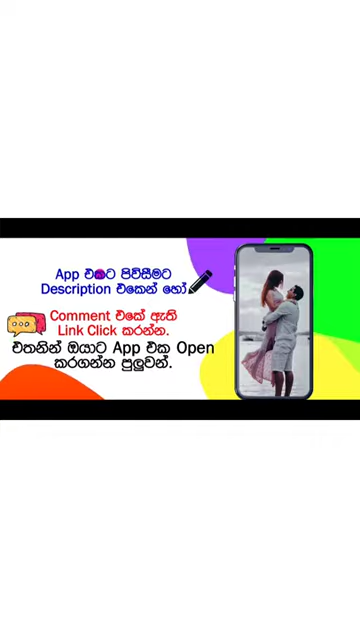 App එකට පිවිසීමට
Description එකෙන් හෝ
Comment එකේ ඇති
Link Click කරන්න.
එතනින් ඔයාට App එක Open
කරගන්න පුලුවන්.